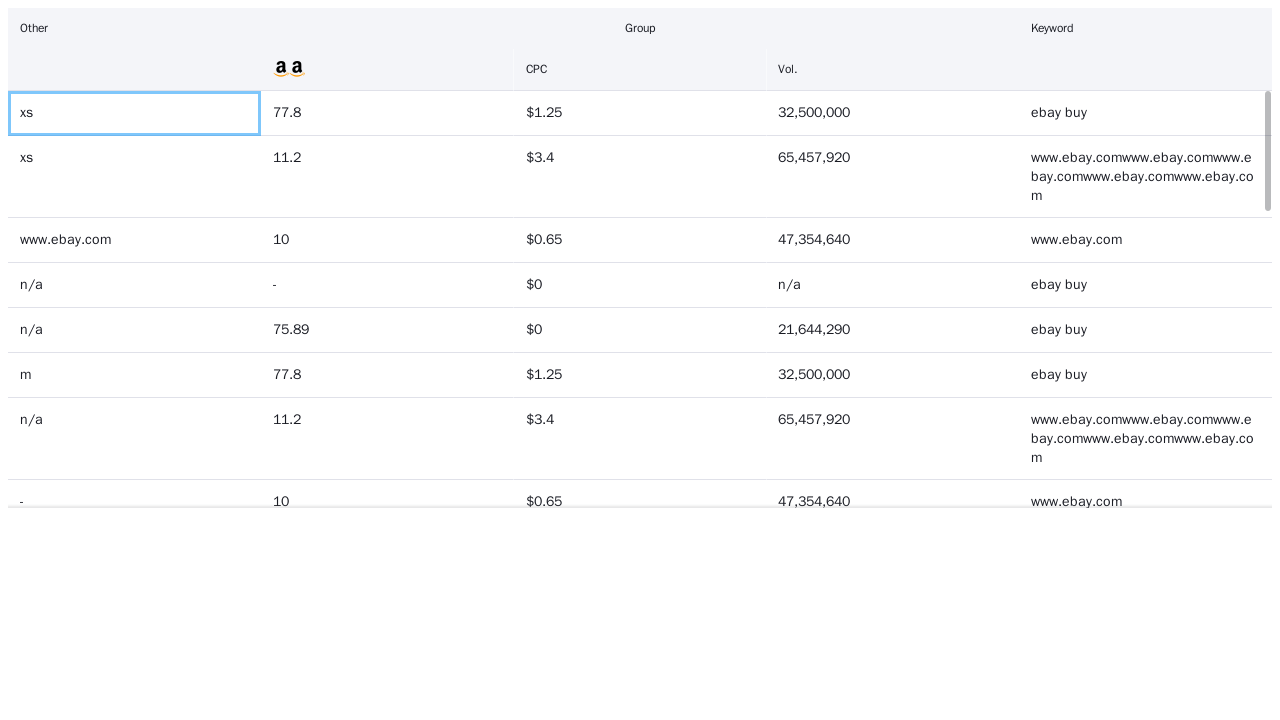 Other Group Keyword
a a CPC Vol.
xs 77.8 $1.25 32,500,000 ebay buy
xs 11.2 $3.4 65,457,920 www.ebay.comwww.ebay.comwww.e
bay.comwww.ebay.comwww.ebay.co
m
www.ebay.com 10 $0.65 47,354,640 www.ebay.com
n/a - $0 n/a ebay buy
n/a 75.89 $0 21,644,290 ebay buy
m 77.8 $1.25 32,500,000 ebay buy
n/a 11.2 $3.4 65,457,920 www.ebay.comwww.ebay.comwww.e
bay.comwww.ebay.comwww.ebay.co
m
- 10 $0.65 47,354,640 www.ebay.com